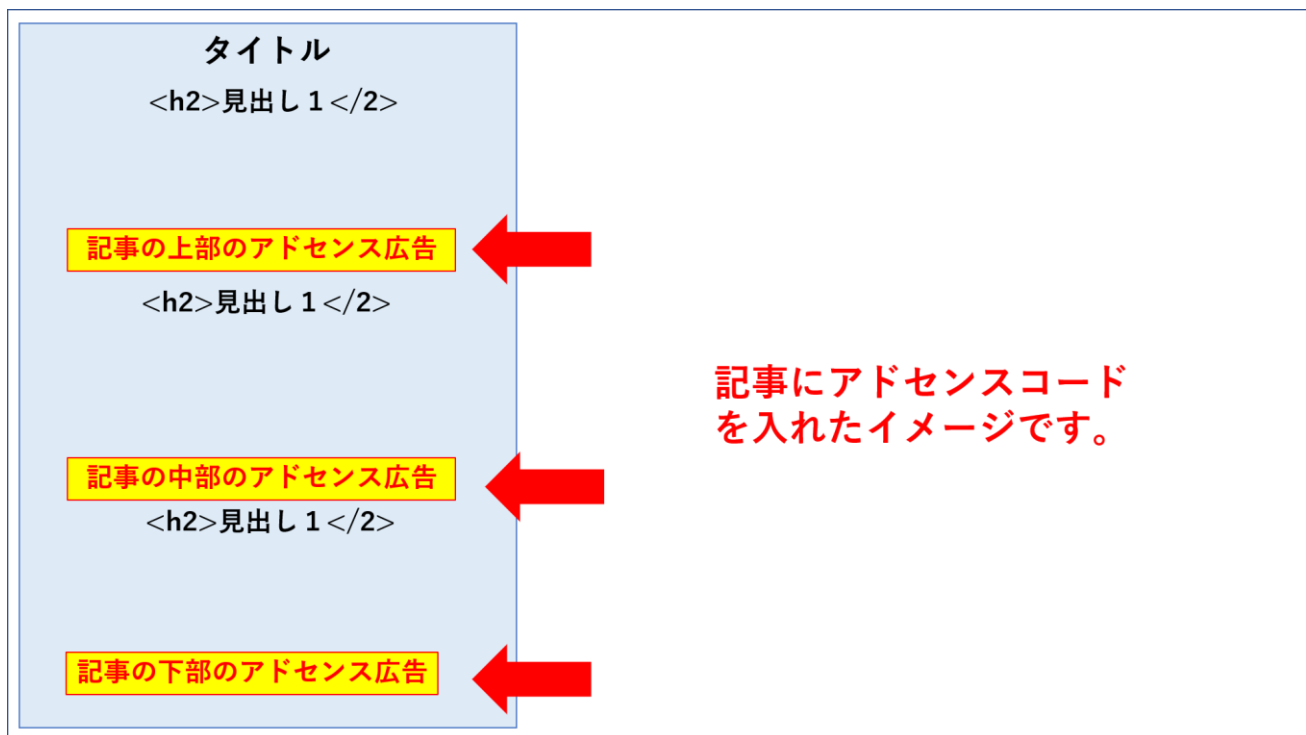 タイトル
<h2>見出し１</2>
記事の上部のアドセンス広告
<h2>見出し１</2>
記事にアドセンスコード
を入れたイメージです。
記事の中部のアドセンス広告
<h2>見出し１</2>
記事の下部のアドセンス広告